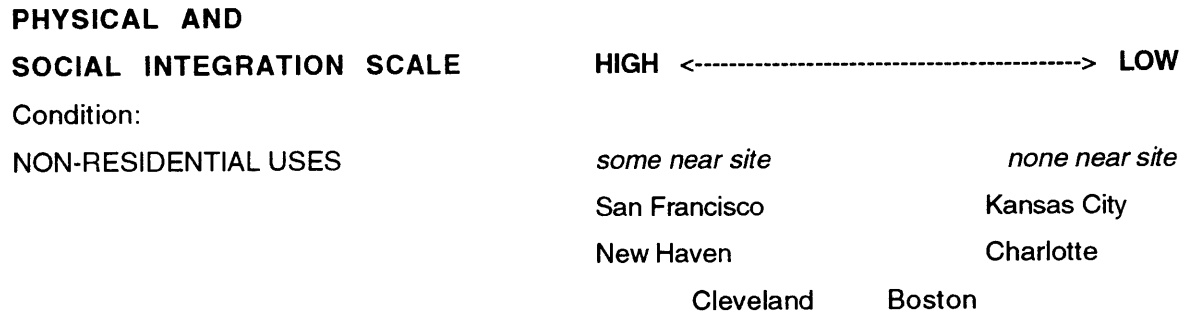 PHYSICAL AND
SOCIAL INTEGRATION SCALE HIGH <--------------------------------------------> LOW
Condition:
NON-RESIDENTIAL USES some near site none near site
San Francisco Kansas City
New Haven Charlotte
Cleveland Boston